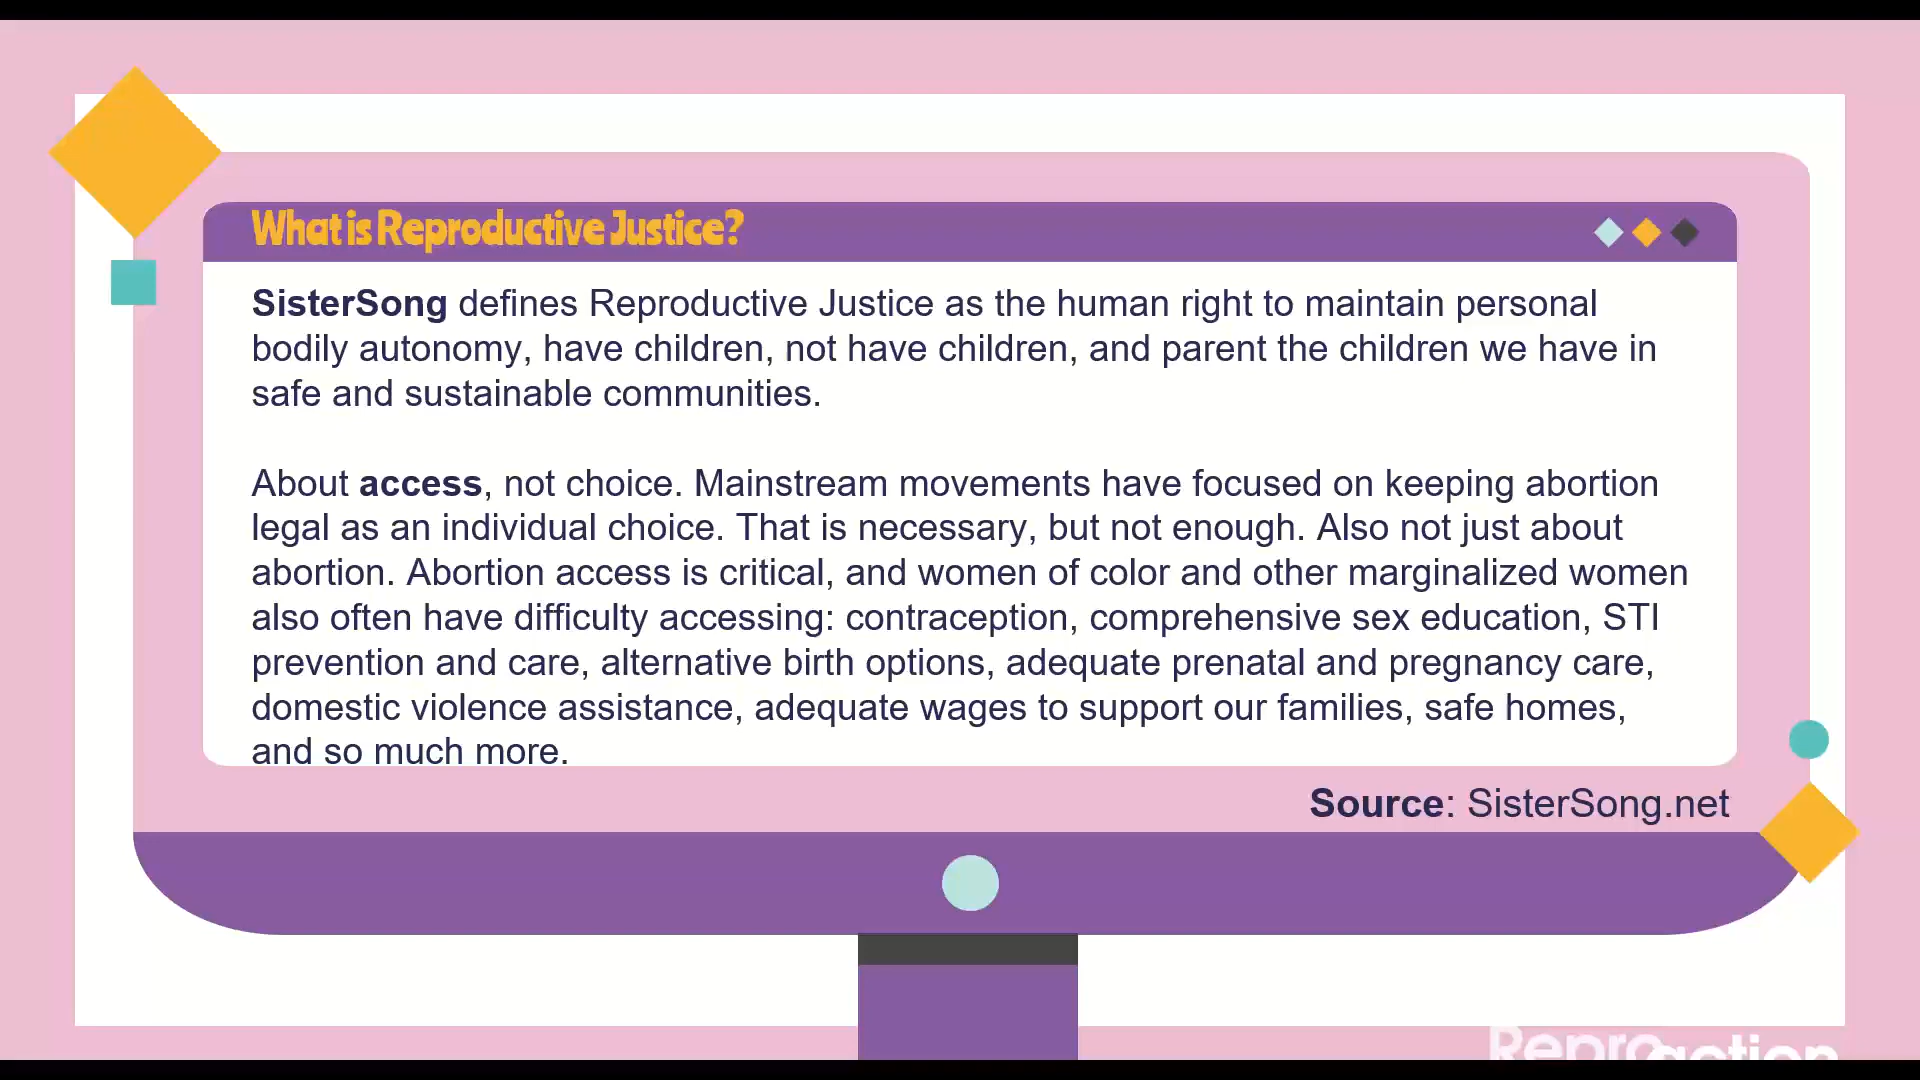 What is Reproductive Justice?
SisterSong defines Reproductive Justice as the human right to maintain personal
bodily autonomy, have children, not have children, and parent the children we have in
safe and sustainable communities.
About access, not choice. Mainstream movements have focused on keeping abortion
legal as an individual choice. That is necessary, but not enough. Also not just about
abortion. Abortion access is critical, and women of color and other marginalized women
also often have difficulty accessing: contraception, comprehensive sex education, STI
prevention and care, alternative birth options, adequate prenatal and pregnancy care,
domestic violence assistance, adequate wages to support our families, safe homes,
and so much more.
Source: SisterSong.net
Reproaction